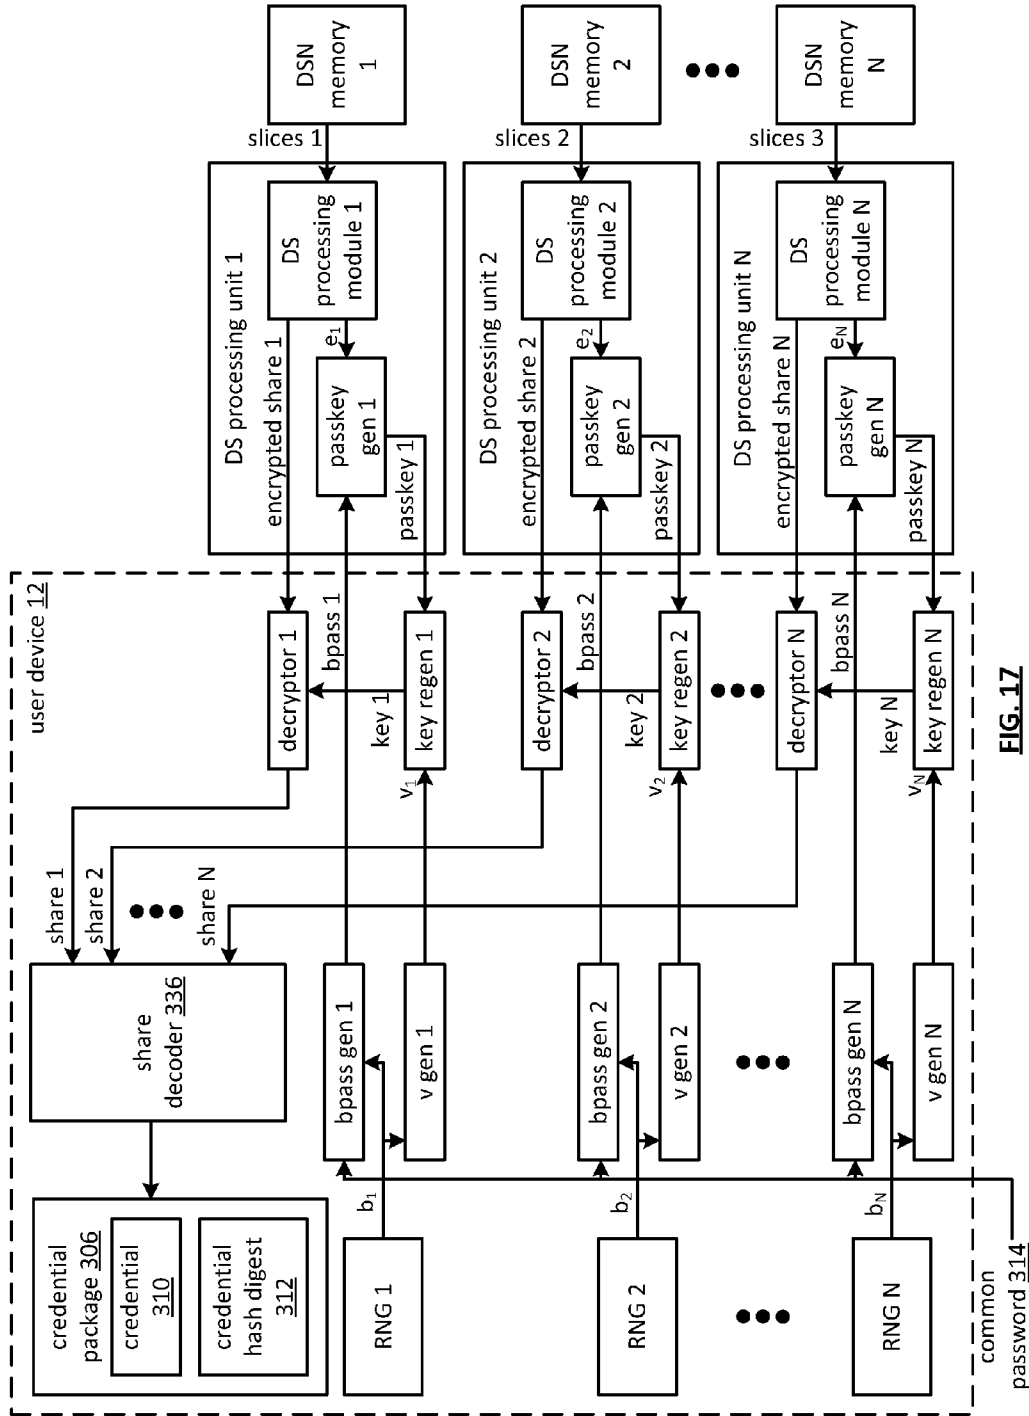 user device 12
credential
package 306
credential
310
credential
hash digest
312
share
decoder 336
share 1
share 2
share N
RNG 1
b1
bpass gen 1
v gen 1
v1
decryptor 1
key 1
key regen 1
bpass 1
DS processing unit 1
encrypted share 1
passkey
gen 1
passkey 1
e1
DS
processing
module 1
slices 1
DSN
memory
1
RNG 2
b2
bpass gen 2
v gen 2
v2
decryptor 2
key 2
key regen 2
bpass 2
DS processing unit 2
encrypted share 2
passkey
gen 2
passkey 2
e2
DS
processing
module 2
slices 2
DSN
memory
2
RNG N
bN
bpass gen N
v gen N
vN
decryptor N
key N
key regen N
bpass N
DS processing unit N
encrypted share N
passkey
gen N
passkey N
eN
DS
processing
module N
slices 3
DSN
memory
N
common
password 314
FIG. 17